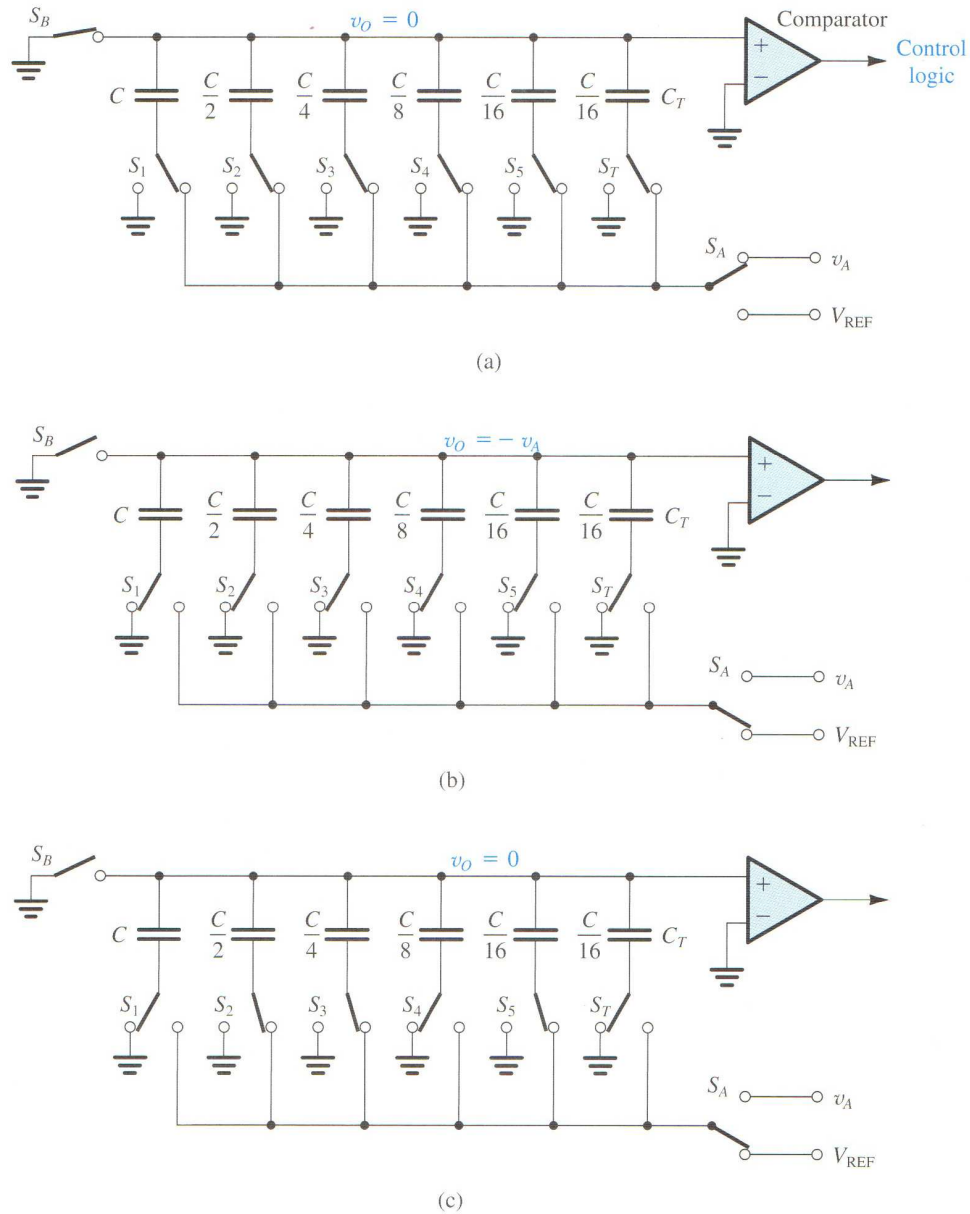 S_B v_O = 0 Comparator
+
−
Control
logic
C C/2 C/4 C/8 C/16 C/16 C_T
S_1 S_2 S_3 S_4 S_5 S_T
S_A v_A
V_REF
(a)
S_B v_O = − v_A
+
−
C C/2 C/4 C/8 C/16 C/16 C_T
S_1 S_2 S_3 S_4 S_5 S_T
S_A v_A
V_REF
(b)
S_B v_O = 0
+
−
C C/2 C/4 C/8 C/16 C/16 C_T
S_1 S_2 S_3 S_4 S_5 S_T
S_A v_A
V_REF
(c)